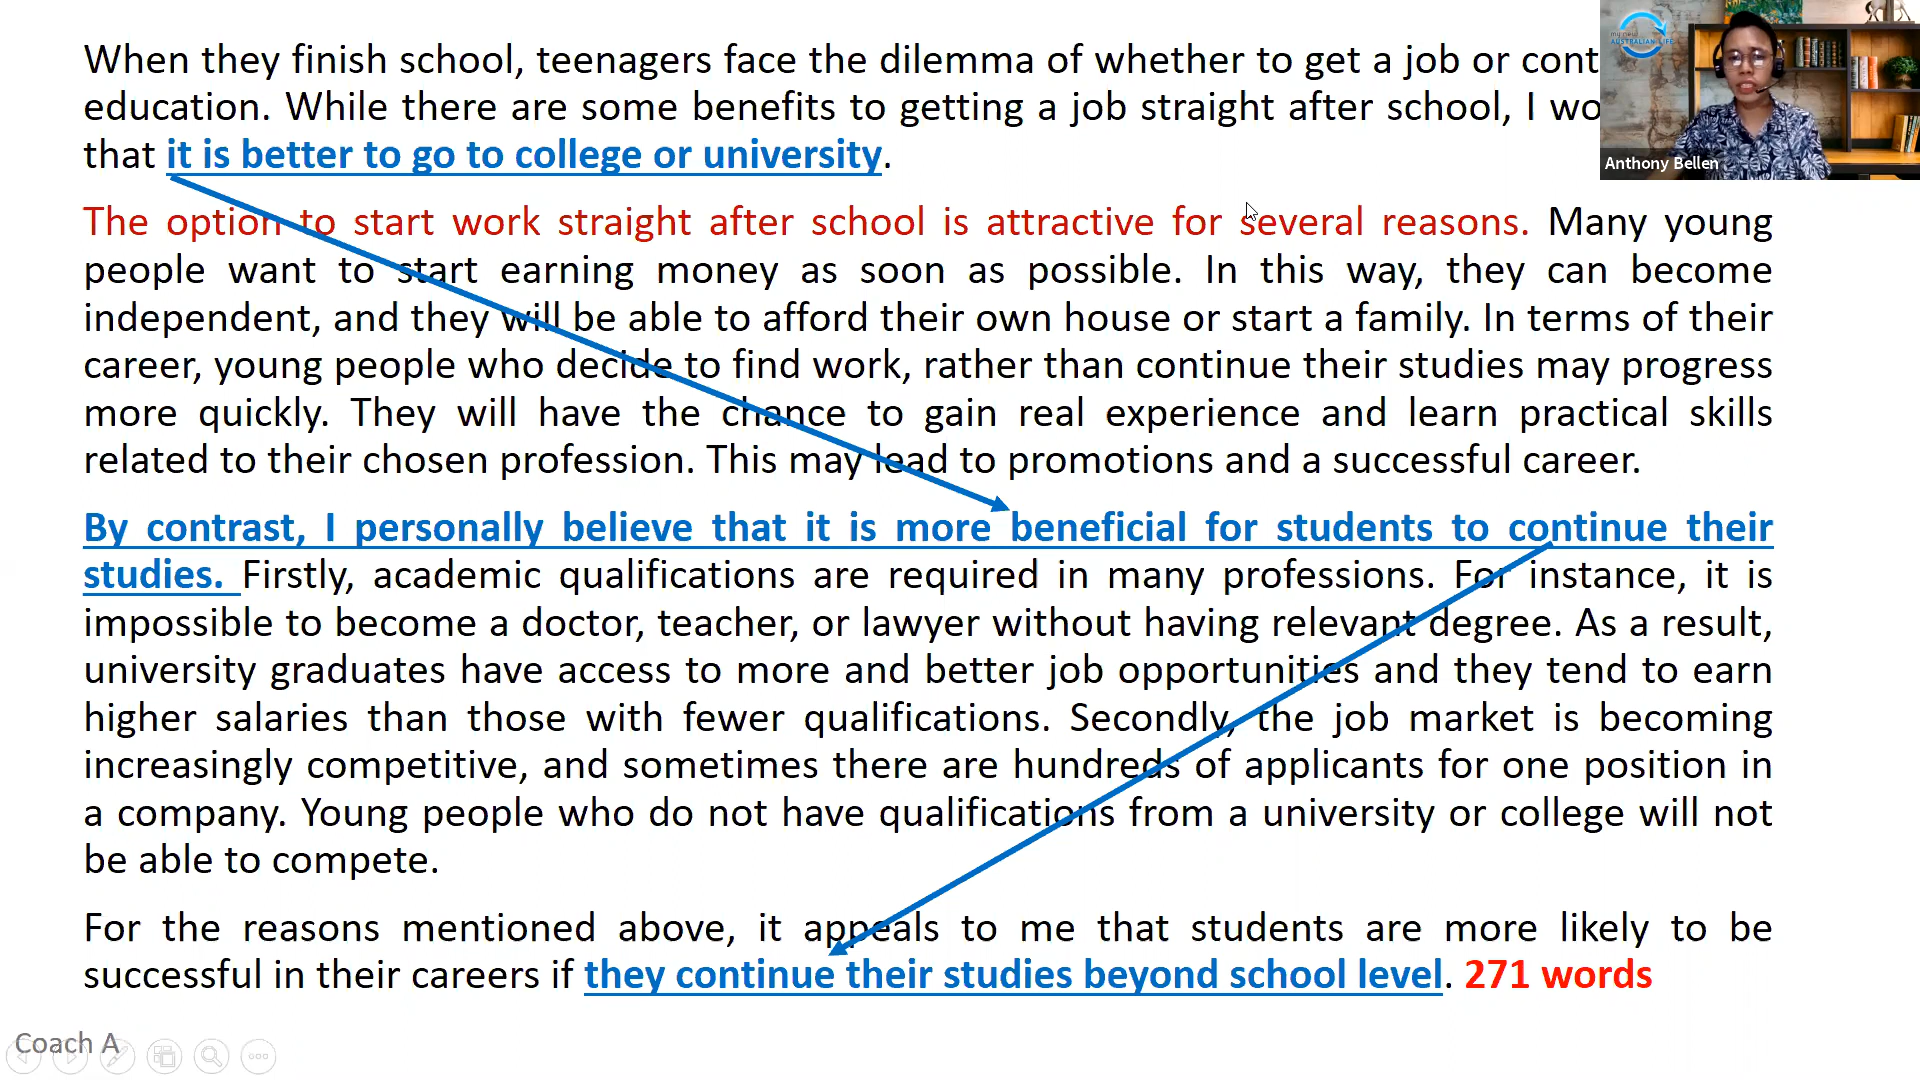 When they finish school, teenagers face the dilemma of whether to get a job or cont
education. While there are some benefits to getting a job straight after school, I wo
that it is better to go to college or university.
The option to start work straight after school is attractive for several reasons. Many young
people want to start earning money as soon as possible. In this way, they can become
independent, and they will be able to afford their own house or start a family. In terms of their
career, young people who decide to find work, rather than continue their studies may progress
more quickly. They will have the chance to gain real experience and learn practical skills
related to their chosen profession. This may lead to promotions and a successful career.
By contrast, I personally believe that it is more beneficial for students to continue their
studies. Firstly, academic qualifications are required in many professions. For instance, it is
impossible to become a doctor, teacher, or lawyer without having relevant degree. As a result,
university graduates have access to more and better job opportunities and they tend to earn
higher salaries than those with fewer qualifications. Secondly, the job market is becoming
increasingly competitive, and sometimes there are hundreds of applicants for one position in
a company. Young people who do not have qualifications from a university or college will not
be able to compete.
For the reasons mentioned above, it appeals to me that students are more likely to be
successful in their careers if they continue their studies beyond school level. 271 words
Coach A
my new
AUSTRALIAN LIFE
Anthony Bellen